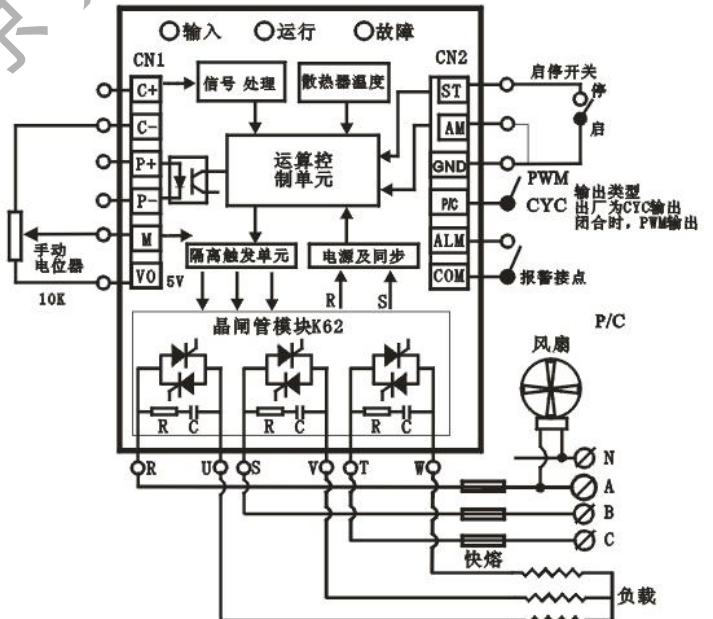 输入 运行 故障
CN1 CN2
C+ 信号 处理 散热器温度 ST 启停开关
停
C- AM 启
P+ 运算控制单元 GND
P- P/C PWM
CYC
输出类型
出厂为CYC输出
闭合时,PWM输出
M 隔离触发单元 电源及同步 ALM
手动
电位器
VO 5V COM 报警接点
10K R S
晶闸管模块K62 P/C
风扇
R C R C R C
R U S V T W N
A
B
C
快熔
负载